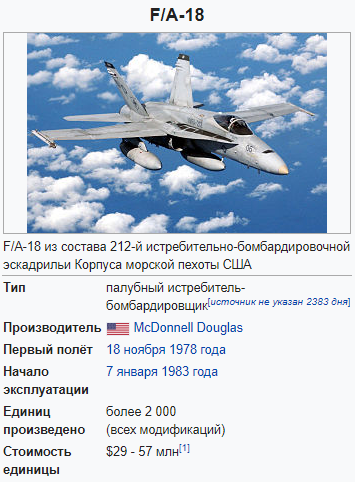 F/A-18
F/A-18 из состава 212-й истребительно-бомбардировочной
эскадрильи Корпуса морской пехоты США
Тип палубный истребитель-
бомбардировщик[источник не указан 2383 дня]
Производитель McDonnell Douglas
Первый полёт 18 ноября 1978 года
Начало 7 января 1983 года
эксплуатации
Единиц более 2 000
произведено (всех модификаций)
Стоимость $29 - 57 млн[1]
единицы